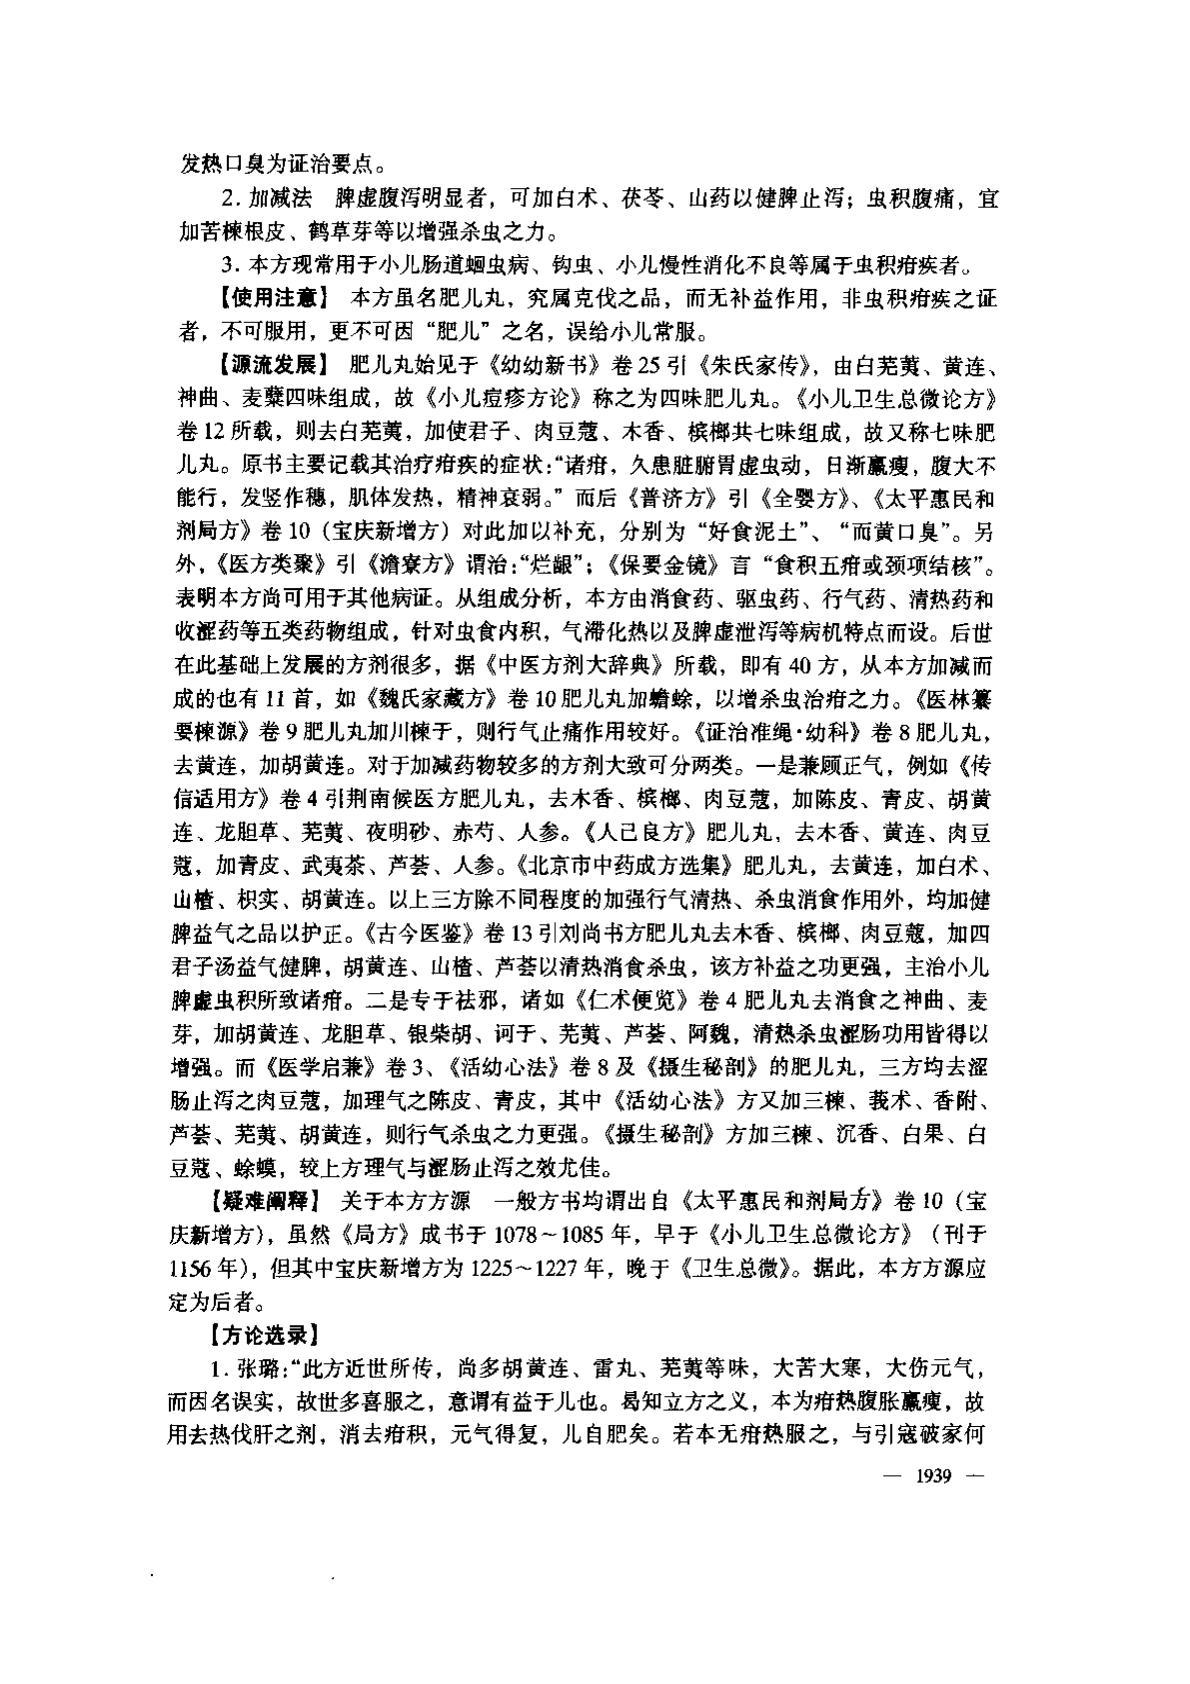 发热口臭为证治要点。
2. 加减法　脾虚腹泻明显者，可加白术、茯苓、山药以健脾止泻；虫积腹痛，宜
加苦楝根皮、鹤草芽等以增强杀虫之力。
3. 本方现常用于小儿肠道蛔虫病、钩虫、小儿慢性消化不良等属于虫积疳疾者。
【使用注意】　本方虽名肥儿丸，究属克伐之品，而无补益作用，非虫积疳疾之证
者，不可服用，更不可因“肥儿”之名，误给小儿常服。
【源流发展】　肥儿丸始见于《幼幼新书》卷 25 引《朱氏家传》，由白芜荑、黄连、
神曲、麦蘖四味组成，故《小儿痘疹方论》称之为四味肥儿丸。《小儿卫生总微论方》
卷 12 所载，则去白芜荑，加使君子、肉豆蔻、木香、槟榔共七味组成，故又称七味肥
儿丸。原书主要记载其治疗疳疾的症状：“诸疳，久患脏腑胃虚虫动，日渐羸瘦，腹大不
能行，发竖作穗，肌体发热，精神衰弱。”而后《普济方》引《全婴方》、《太平惠民和
剂局方》卷 10（宝庆新增方）对此加以补充，分别为“好食泥土”、“面黄口臭”。另
外，《医方类聚》引《澹寮方》谓治：“烂龈”；《保婴金镜》言“食积五疳或颈项结核”。
表明本方尚可用于其他病证。从组成分析，本方由消食药、驱虫药、行气药、清热药和
收涩药等五类药物组成，针对虫食内积，气滞化热以及脾虚泄泻等病机特点而设。后世
在此基础上发展的方剂很多，据《中医方剂大辞典》所载，即有 40 方，从本方加减而
成的也有 11 首，如《魏氏家藏方》卷 10 肥儿丸加蟾蜍，以增杀虫治疳之力。《医林纂
要探源》卷 9 肥儿丸加川楝子，则行气止痛作用较好。《证治准绳·幼科》卷 8 肥儿丸，
去黄连，加胡黄连。对于加减药物较多的方剂大致可分两类。一是兼顾正气，例如《传
信适用方》卷 4 引荆南候医方肥儿丸，去木香、槟榔、肉豆蔻，加陈皮、青皮、胡黄
连、龙胆草、芜荑、夜明砂、赤芍、人参。《人己良方》肥儿丸，去木香、黄连、肉豆
蔻，加青皮、武夷茶、芦荟、人参。《北京市中药成方选集》肥儿丸，去黄连，加白术、
山楂、枳实、胡黄连。以上三方除不同程度的加强行气清热、杀虫消食作用外，均加健
脾益气之品以护正。《古今医鉴》卷 13 引刘尚书方肥儿丸去木香、槟榔、肉豆蔻，加四
君子汤益气健脾，胡黄连、山楂、芦荟以清热消食杀虫，该方补益之功更强，主治小儿
脾虚虫积所致诸疳。二是专于祛邪，诸如《仁术便览》卷 4 肥儿丸去消食之神曲、麦
芽，加胡黄连、龙胆草、银柴胡、诃子、芜荑、芦荟、阿魏，清热杀虫涩肠功用皆得以
增强。而《医学启蒙》卷 3、《活幼心法》卷 8 及《摄生秘剖》的肥儿丸，三方均去涩
肠止泻之肉豆蔻，加理气之陈皮、青皮，其中《活幼心法》方又加三棱、莪术、香附、
芦荟、芜荑、胡黄连，则行气杀虫之力更强。《摄生秘剖》方加三棱、沉香、白果、白
豆蔻、蛤蟆，较上方理气与涩肠止泻之效尤佳。
【疑难阐释】　关于本方方源　一般方书均谓出自《太平惠民和剂局方》卷 10（宝
庆新增方），虽然《局方》成书于 1078～1085 年，早于《小儿卫生总微论方》（刊于
1156 年），但其中宝庆新增方为 1225～1227 年，晚于《卫生总微》。据此，本方方源应
定为后者。
【方论选录】
1. 张璐：“此方近世所传，尚多胡黄连、雷丸、芜荑等味，大苦大寒，大伤元气，
而因名误实，故世多喜服之，意谓有益于儿也。曷知立方之义，本为疳热腹胀羸瘦，故
用去热伐肝之剂，消去疳积，元气得复，儿自肥矣。若本无疳热服之，与引寇破家何
— 1939 —